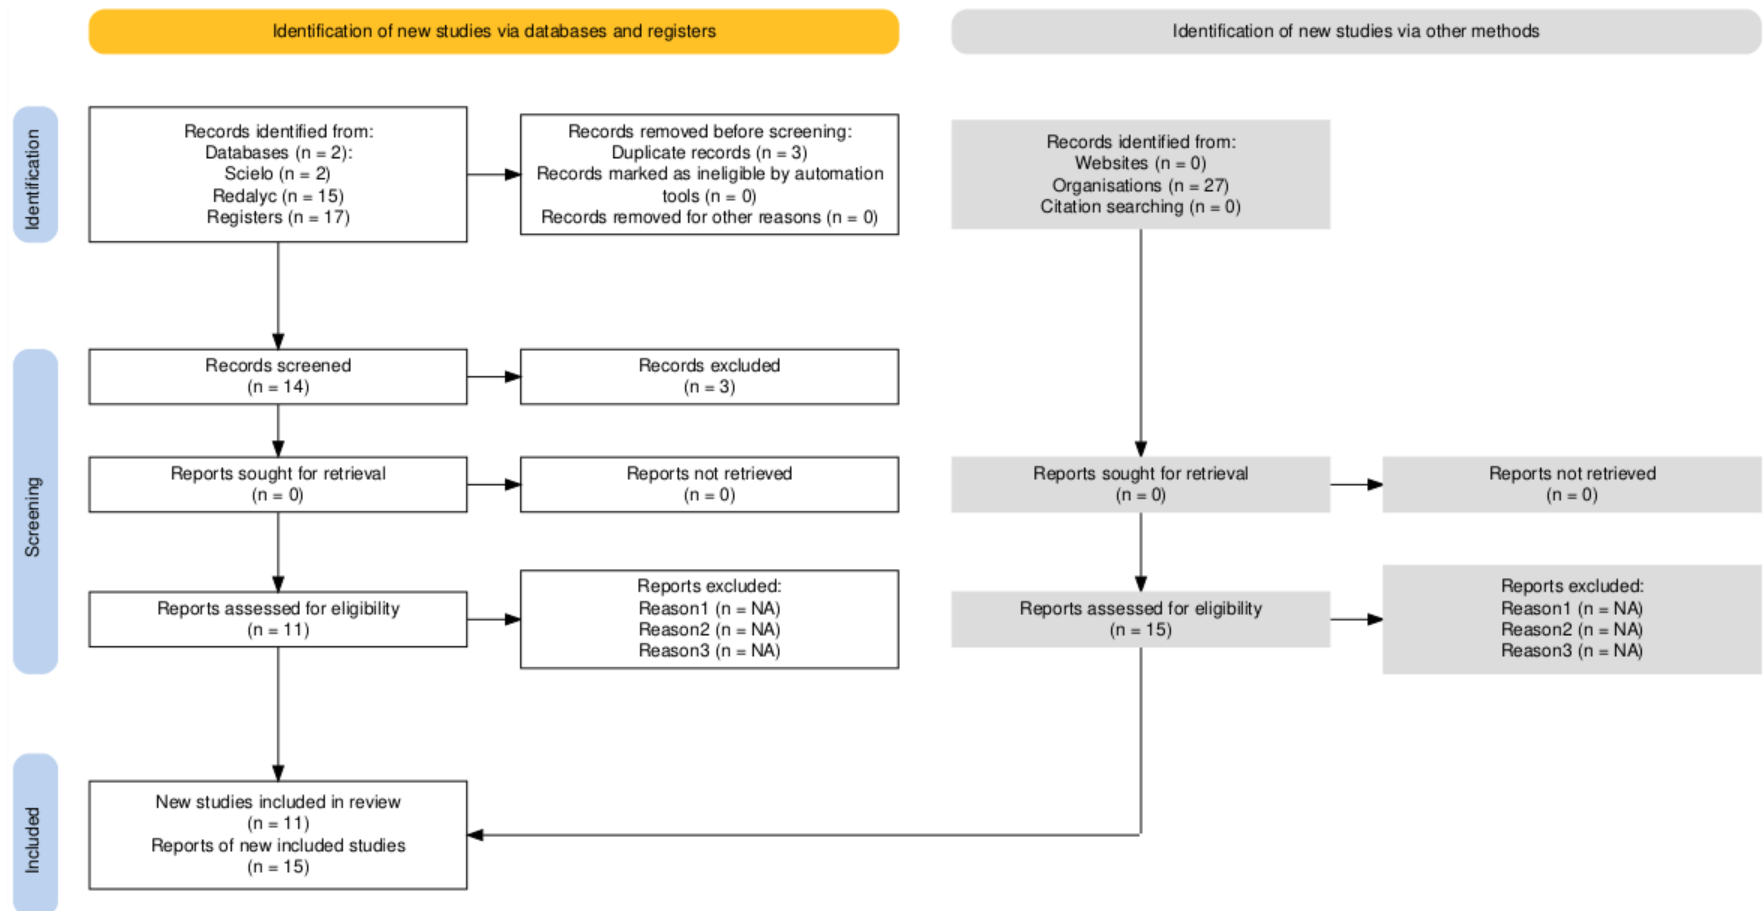 Identification of new studies via databases and registers
Identification of new studies via other methods
Identification
Records identified from:
Databases (n = 2):
Scielo (n = 2)
Redalyc (n = 15)
Registers (n = 17)
Records removed before screening:
Duplicate records (n = 3)
Records marked as ineligible by automation
tools (n = 0)
Records removed for other reasons (n = 0)
Records identified from:
Websites (n = 0)
Organisations (n = 27)
Citation searching (n = 0)
Screening
Records screened
(n = 14)
Records excluded
(n = 3)
Reports sought for retrieval
(n = 0)
Reports not retrieved
(n = 0)
Reports sought for retrieval
(n = 0)
Reports not retrieved
(n = 0)
Reports assessed for eligibility
(n = 11)
Reports excluded:
Reason1 (n = NA)
Reason2 (n = NA)
Reason3 (n = NA)
Reports assessed for eligibility
(n = 15)
Reports excluded:
Reason1 (n = NA)
Reason2 (n = NA)
Reason3 (n = NA)
Included
New studies included in review
(n = 11)
Reports of new included studies
(n = 15)